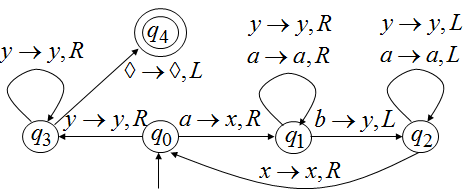 y → y, R
q4
y → y, R
a → a, R
y → y, L
a → a, L
◊ → ◊, L
q3
y → y, R
q0
a → x, R
q1
b → y, L
q2
x → x, R